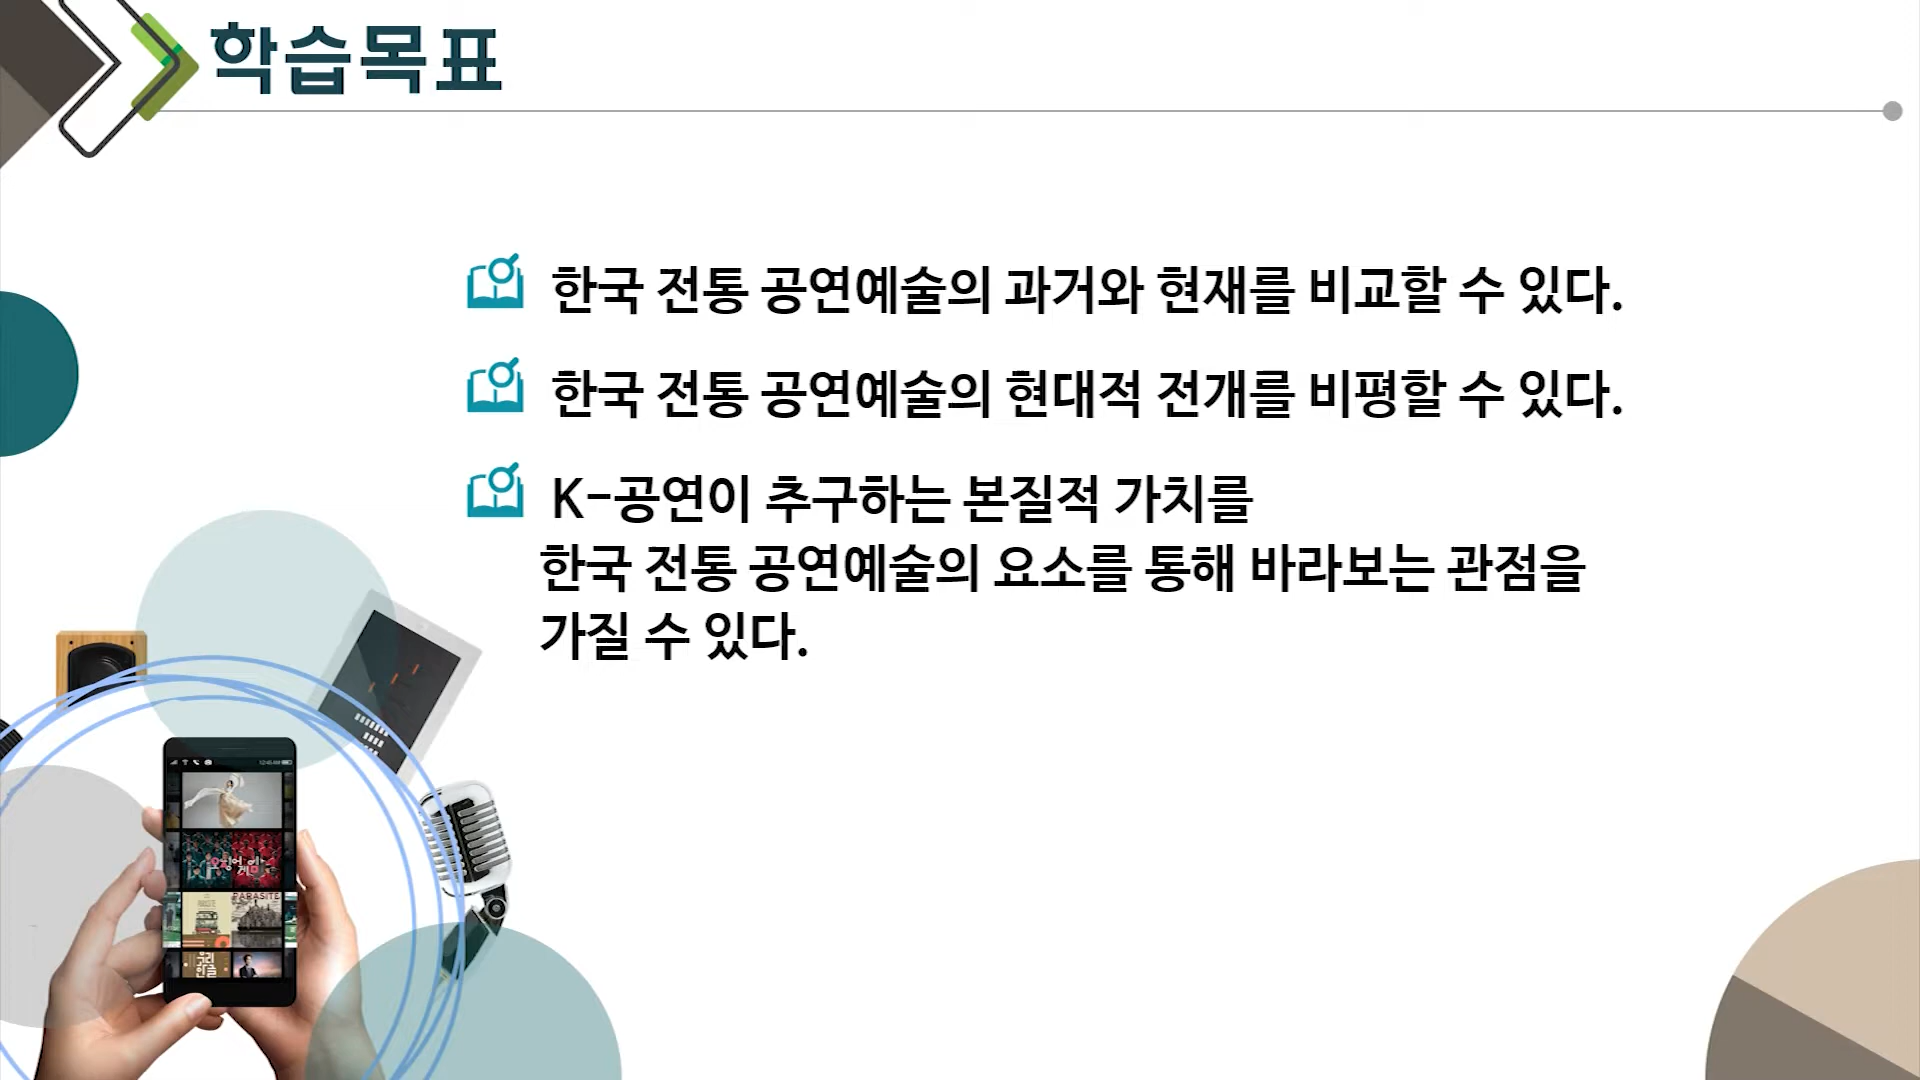 학습목표
한국 전통 공연예술의 과거와 현재를 비교할 수 있다.
한국 전통 공연예술의 현대적 전개를 비평할 수 있다.
K-공연이 추구하는 본질적 가치를
한국 전통 공연예술의 요소를 통해 바라보는 관점을
가질 수 있다.
PARASITE